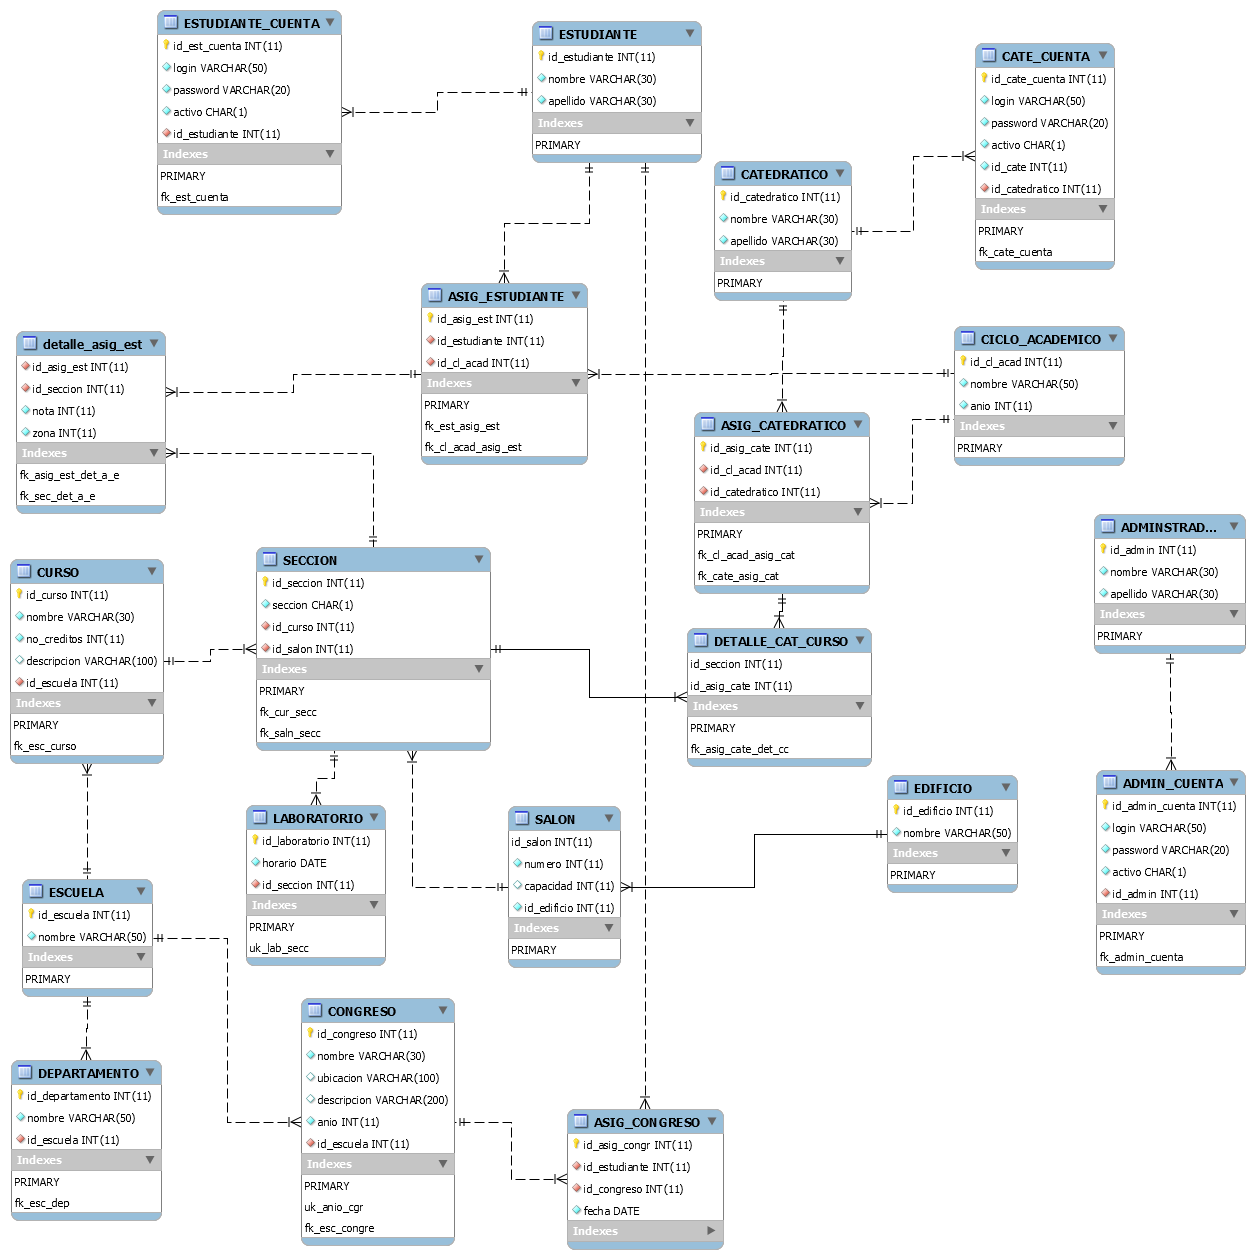 ESTUDIANTE_CUENTA
id_est_cuenta INT(11)
login VARCHAR(50)
password VARCHAR(20)
activo CHAR(1)
id_estudiante INT(11)
Indexes
PRIMARY
fk_est_cuenta
ESTUDIANTE
id_estudiante INT(11)
nombre VARCHAR(30)
apellido VARCHAR(30)
Indexes
PRIMARY
CATE_CUENTA
id_cate_cuenta INT(11)
login VARCHAR(50)
password VARCHAR(20)
activo CHAR(1)
id_cate INT(11)
id_catedratico INT(11)
Indexes
PRIMARY
fk_cate_cuenta
CATEDRATICO
id_catedratico INT(11)
nombre VARCHAR(30)
apellido VARCHAR(30)
Indexes
PRIMARY
ASIG_ESTUDIANTE
id_asig_est INT(11)
id_estudiante INT(11)
id_cl_acad INT(11)
Indexes
PRIMARY
fk_est_asig_est
fk_cl_acad_asig_est
detalle_asig_est
id_asig_est INT(11)
id_seccion INT(11)
nota INT(11)
zona INT(11)
Indexes
fk_asig_est_det_a_e
fk_sec_det_a_e
CICLO_ACADEMICO
id_cl_acad INT(11)
nombre VARCHAR(50)
anio INT(11)
Indexes
PRIMARY
ASIG_CATEDRATICO
id_asig_cate INT(11)
id_cl_acad INT(11)
id_catedratico INT(11)
Indexes
PRIMARY
fk_cl_acad_asig_cat
fk_cate_asig_cat
ADMINSTRAD...
id_admin INT(11)
nombre VARCHAR(30)
apellido VARCHAR(30)
Indexes
PRIMARY
CURSO
id_curso INT(11)
nombre VARCHAR(30)
no_creditos INT(11)
descripcion VARCHAR(100)
id_escuela INT(11)
Indexes
PRIMARY
fk_esc_curso
SECCION
id_seccion INT(11)
seccion CHAR(1)
id_curso INT(11)
id_salon INT(11)
Indexes
PRIMARY
fk_cur_secc
fk_saln_secc
DETALLE_CAT_CURSO
id_seccion INT(11)
id_asig_cate INT(11)
Indexes
PRIMARY
fk_asig_cate_det_cc
EDIFICIO
id_edificio INT(11)
nombre VARCHAR(50)
Indexes
PRIMARY
ADMIN_CUENTA
id_admin_cuenta INT(11)
login VARCHAR(50)
password VARCHAR(20)
activo CHAR(1)
id_admin INT(11)
Indexes
PRIMARY
fk_admin_cuenta
LABORATORIO
id_laboratorio INT(11)
horario DATE
id_seccion INT(11)
Indexes
PRIMARY
uk_lab_secc
SALON
id_salon INT(11)
numero INT(11)
capacidad INT(11)
id_edificio INT(11)
Indexes
PRIMARY
ESCUELA
id_escuela INT(11)
nombre VARCHAR(50)
Indexes
PRIMARY
CONGRESO
id_congreso INT(11)
nombre VARCHAR(30)
ubicacion VARCHAR(100)
descripcion VARCHAR(200)
anio INT(11)
id_escuela INT(11)
Indexes
PRIMARY
uk_anio_cgr
fk_esc_congre
DEPARTAMENTO
id_departamento INT(11)
nombre VARCHAR(50)
id_escuela INT(11)
Indexes
PRIMARY
fk_esc_dep
ASIG_CONGRESO
id_asig_congr INT(11)
id_estudiante INT(11)
id_congreso INT(11)
fecha DATE
Indexes